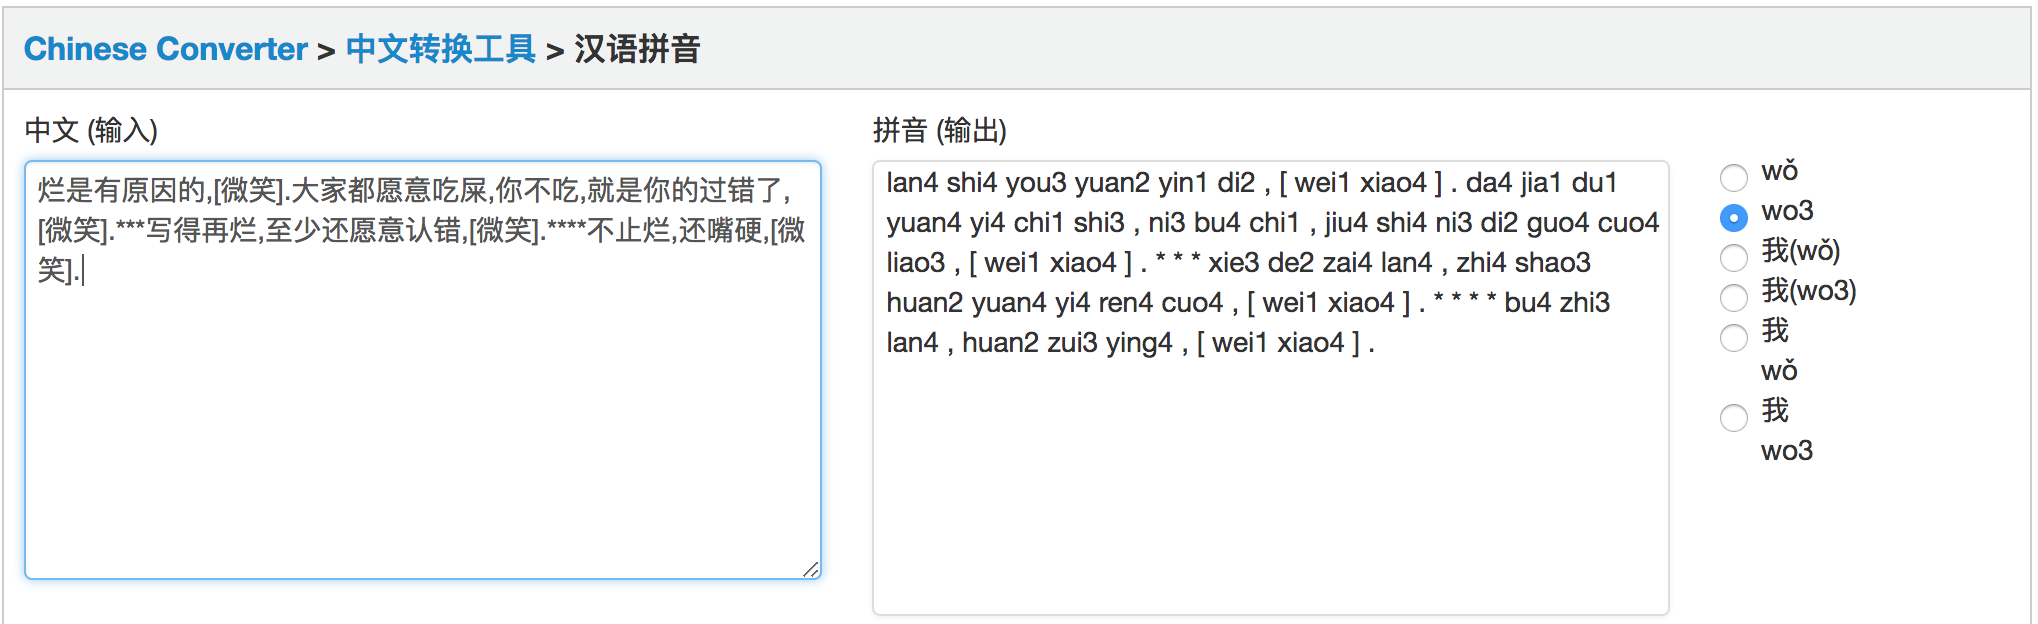 Chinese Converter > 中文转换工具 > 汉语拼音
中文 (输入)
烂是有原因的,[微笑].大家都愿意吃屎,你不吃,就是你的过错了,
[微笑].***写得再烂,至少还愿意认错,[微笑].****不止烂,还嘴硬,[微
笑].
拼音 (输出)
lan4 shi4 you3 yuan2 yin1 di2 , [ wei1 xiao4 ] . da4 jia1 du1
yuan4 yi4 chi1 shi3 , ni3 bu4 chi1 , jiu4 shi4 ni3 di2 guo4 cuo4
liao3 , [ wei1 xiao4 ] . * * * xie3 de2 zai4 lan4 , zhi4 shao3
huan2 yuan4 yi4 ren4 cuo4 , [ wei1 xiao4 ] . * * * * bu4 zhi3
lan4 , huan2 zui3 ying4 , [ wei1 xiao4 ] .
wǒ
wo3
我(wǒ)
我(wo3)
我
wǒ
我
wo3